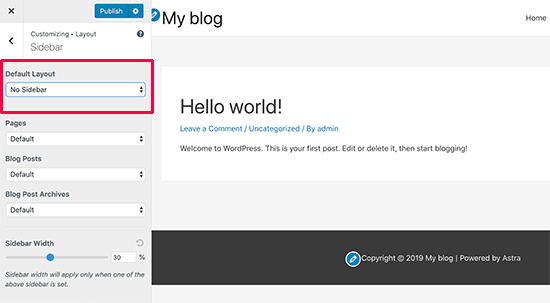 Publish
Customizing • Layout
Sidebar
Default Layout
No Sidebar
Pages
Default
Blog Posts
Default
Blog Post Archives
Default
Sidebar Width
30 %
Sidebar width will apply only when one of the
above sidebar is set.
My blog
Home
Hello world!
Leave a Comment / Uncategorized / By admin
Welcome to WordPress. This is your first post. Edit or delete it, then start blogging!
Copyright © 2019 My blog | Powered by Astra